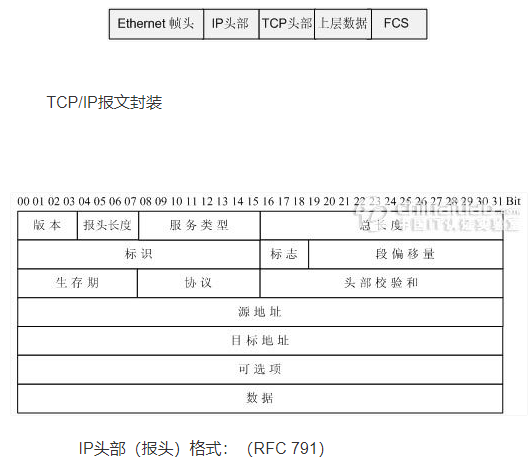 Ethernet 帧头 IP头部 TCP头部 上层数据 FCS
TCP/IP报文封装
00 01 02 03 04 05 06 07 08 09 10 11 12 13 14 15 16 17 18 19 20 21 22 23 24 25 26 27 28 29 30 31 Bit
版本 报头长度 服务类型 总长度
标识 标志 段偏移量
生存期 协议 头部校验和
源地址
目标地址
可选项
数据
IP头部（报头）格式：（RFC 791）